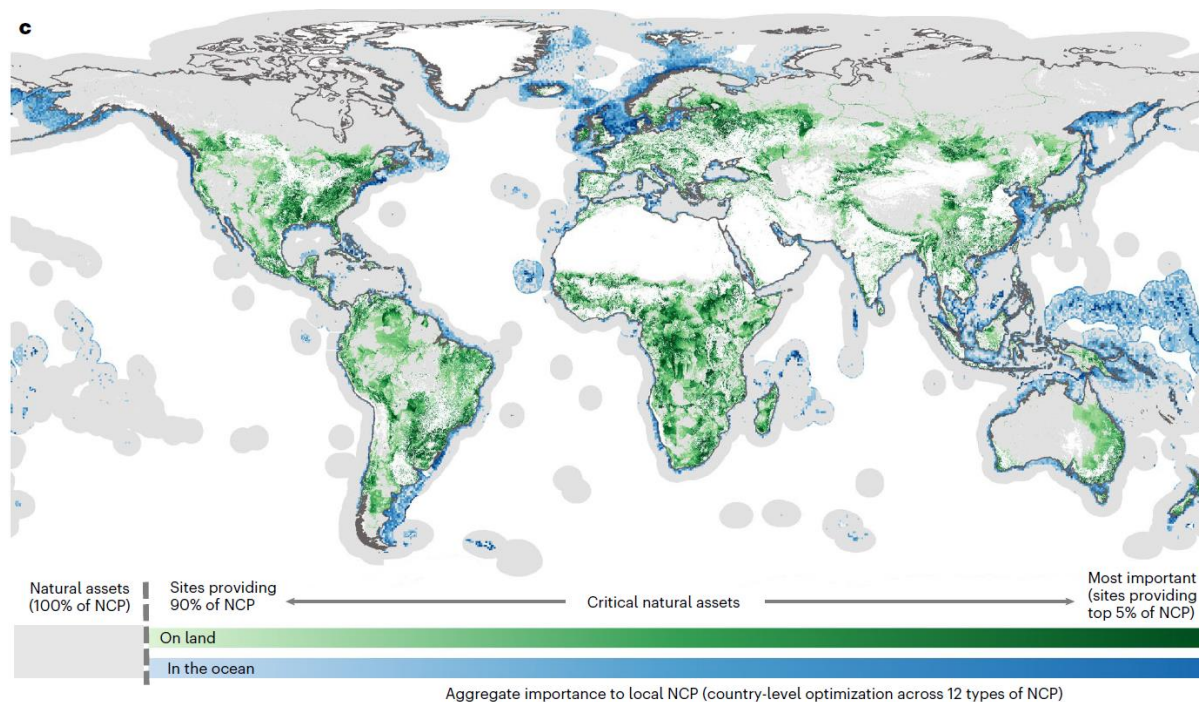 c
Natural assets
(100% of NCP)
Sites providing
90% of NCP
Critical natural assets
Most important
(sites providing
top 5% of NCP)
On land
In the ocean
Aggregate importance to local NCP (country-level optimization across 12 types of NCP)